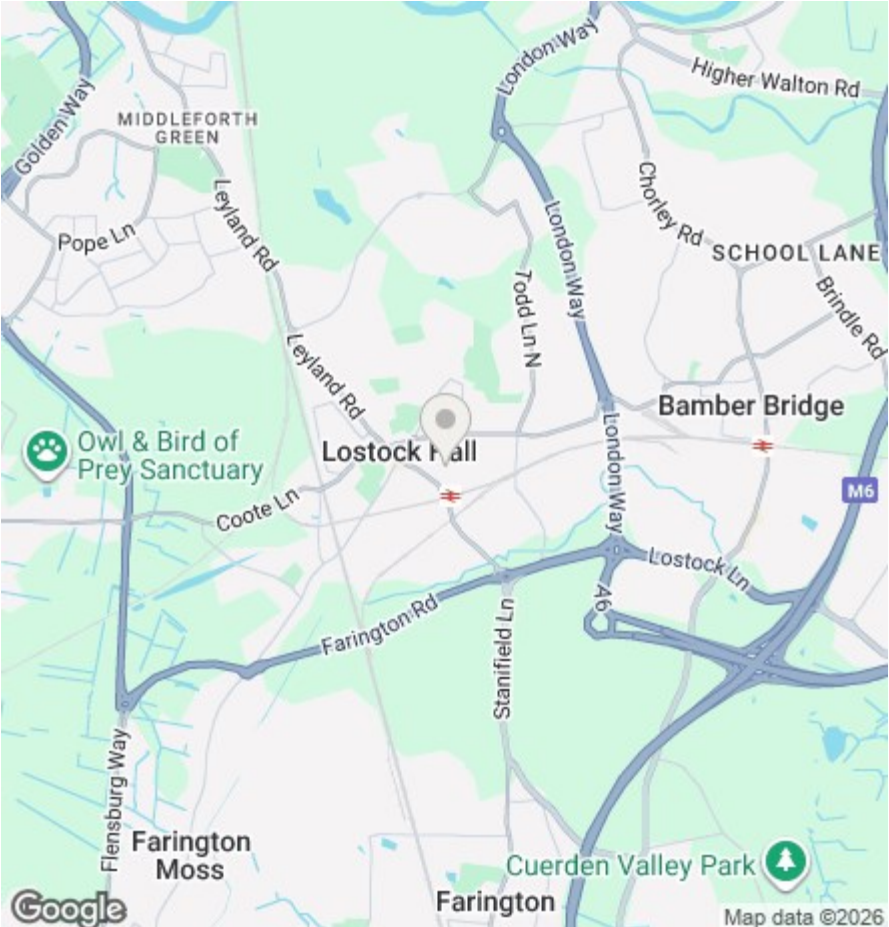 London Way
Higher Walton Rd
Golden Way
MIDDLEFORTH
GREEN
Leyland Rd
Chorley Rd
Pope Ln
London Way
SCHOOL LANE
Todd Ln N
Brindle Rd
Leyland Rd
Bamber Bridge
Owl & Bird of
Prey Sanctuary
Lostock Hall
London Way
M6
Coote Ln
Lostock Ln
A6
Farington Rd
Stanifield Ln
Flensburg Way
Farington
Moss
Cuerden Valley Park
Farington
Google
Map data ©2026